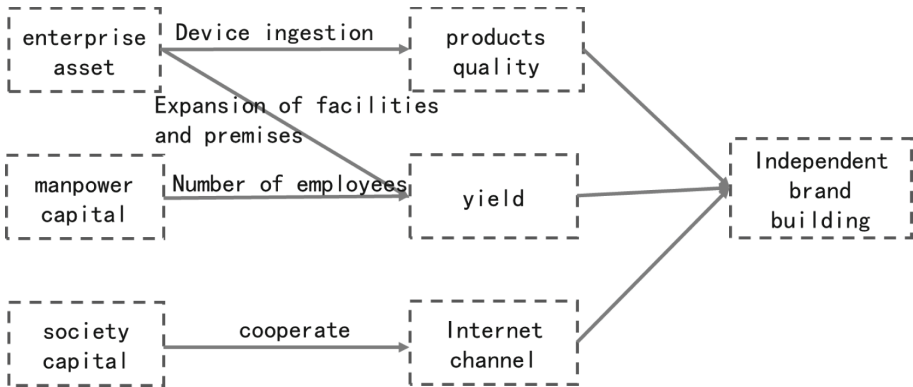 enterprise
asset
Device ingestion
products
quality
Expansion of facilities
and premises
manpower
capital
Number of employees
yield
Independent
brand
building
society
capital
cooperate
Internet
channel